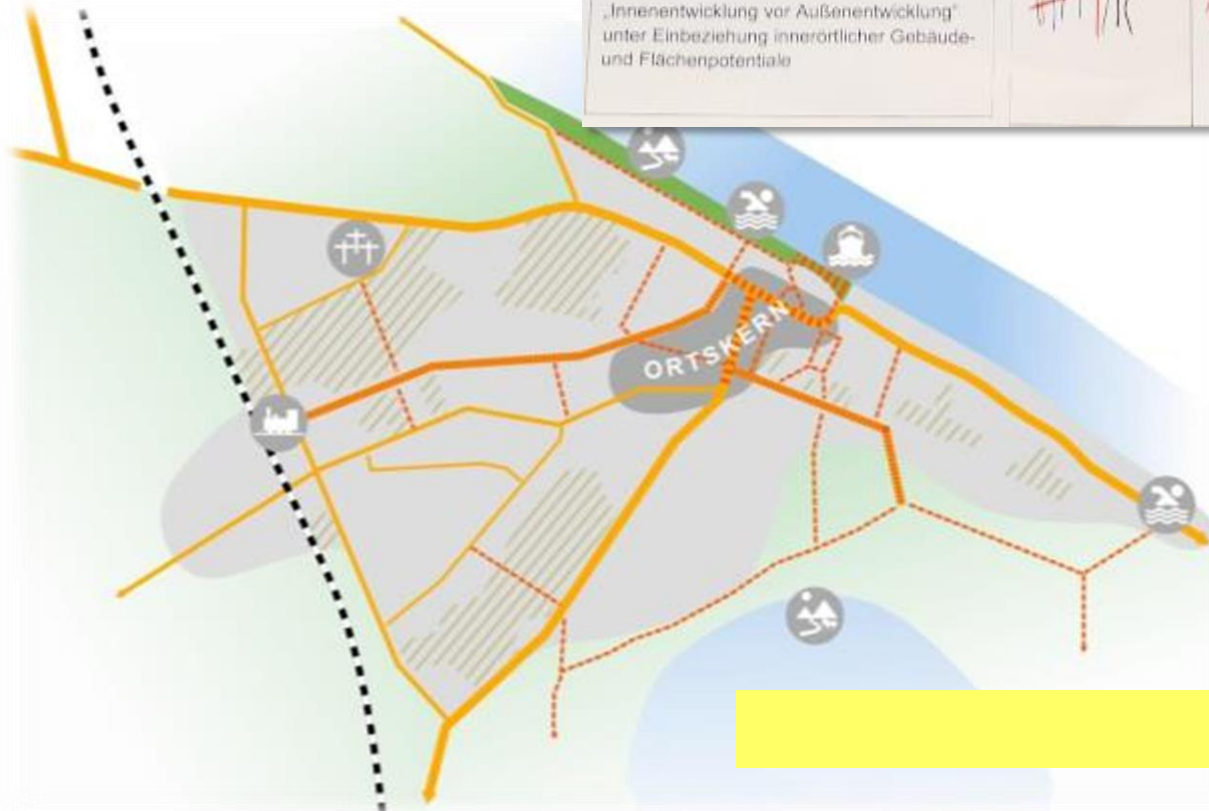 „Innenentwicklung vor Außenentwicklung“
unter Einbeziehung innerörtlicher Gebäude-
und Flächenpotentiale
ORTSKERN